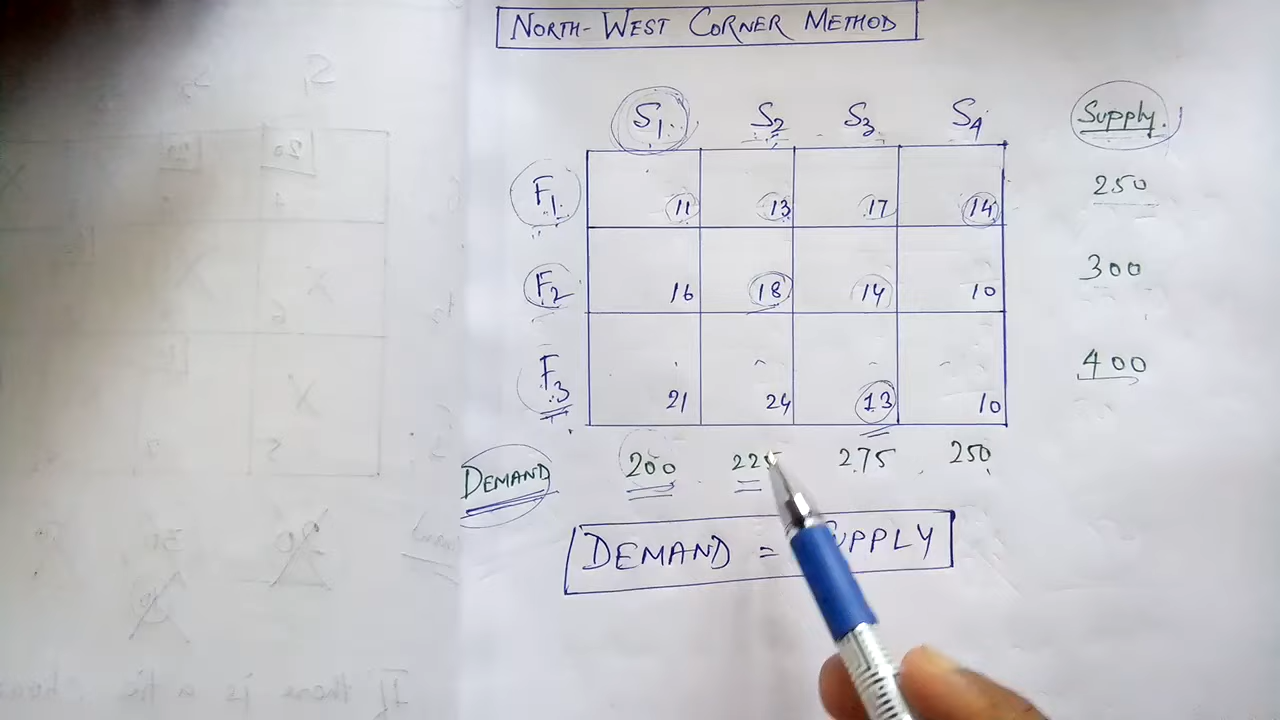 NORTH-WEST CORNER METHOD
S1 S2 S3 S4 Supply.
F1 11 13 17 14 250
F2 16 18 14 10 300
F3 21 24 13 10 400
DEMAND 200 225 275 250
DEMAND = SUPPLY